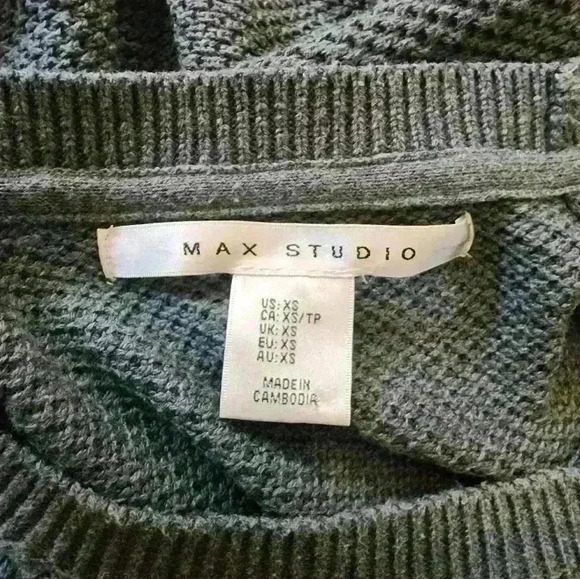 MAX STUDIO
US: XS
CA: XS/TP
UK: XS
EU: XS
AU: XS
MADE IN
CAMBODIA